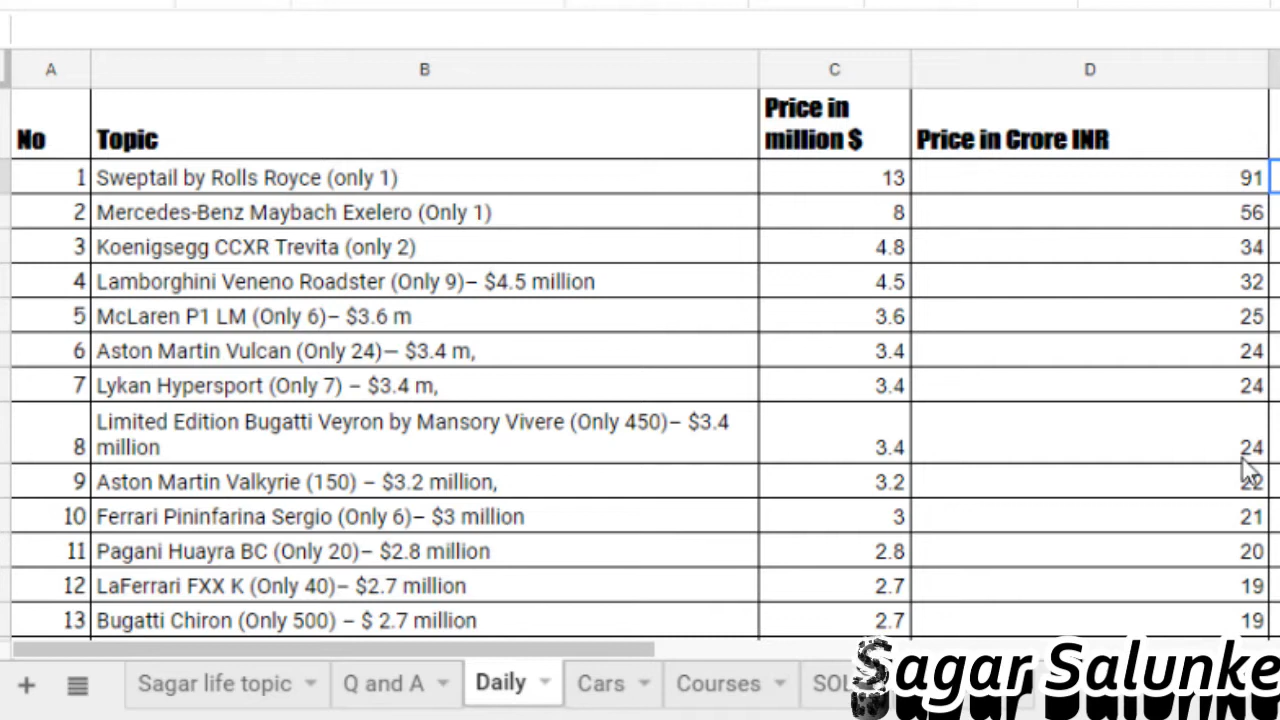 A B C D
No Topic Price in million $ Price in Crore INR
1 Sweptail by Rolls Royce (only 1) 13 91
2 Mercedes-Benz Maybach Exelero (Only 1) 8 56
3 Koenigsegg CCXR Trevita (only 2) 4.8 34
4 Lamborghini Veneno Roadster (Only 9)– $4.5 million 4.5 32
5 McLaren P1 LM (Only 6)– $3.6 m 3.6 25
6 Aston Martin Vulcan (Only 24)— $3.4 m, 3.4 24
7 Lykan Hypersport (Only 7) – $3.4 m, 3.4 24
Limited Edition Bugatti Veyron by Mansory Vivere (Only 450)– $3.4
8 million 3.4 24
9 Aston Martin Valkyrie (150) – $3.2 million, 3.2 22
10 Ferrari Pininfarina Sergio (Only 6)– $3 million 3 21
11 Pagani Huayra BC (Only 20)– $2.8 million 2.8 20
12 LaFerrari FXX K (Only 40)– $2.7 million 2.7 19
13 Bugatti Chiron (Only 500) – $ 2.7 million 2.7 19
Sagar life topic Q and A Daily Cars Courses
Sagar Salunke